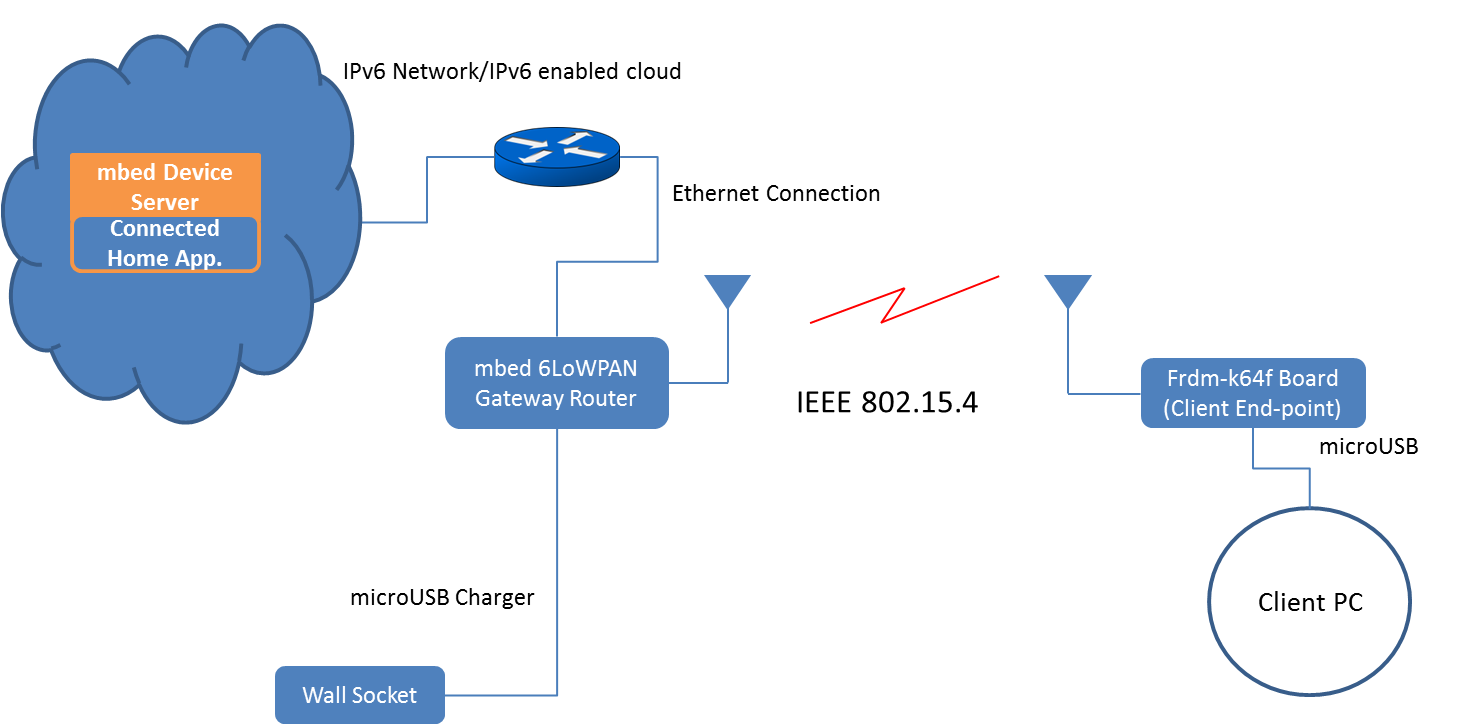 IPv6 Network/IPv6 enabled cloud
mbed Device
Server
Connected
Home App.
Ethernet Connection
mbed 6LoWPAN
Gateway Router
IEEE 802.15.4
Frdm-k64f Board
(Client End-point)
microUSB
microUSB Charger
Client PC
Wall Socket